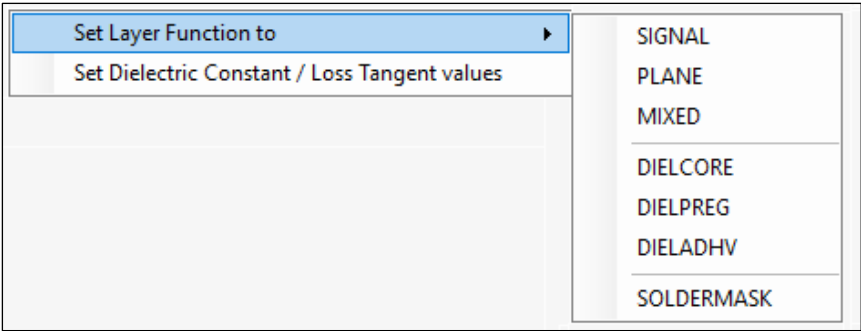 Set Layer Function to
Set Dielectric Constant / Loss Tangent values
SIGNAL
PLANE
MIXED
DIELCORE
DIELPREG
DIELADHV
SOLDERMASK